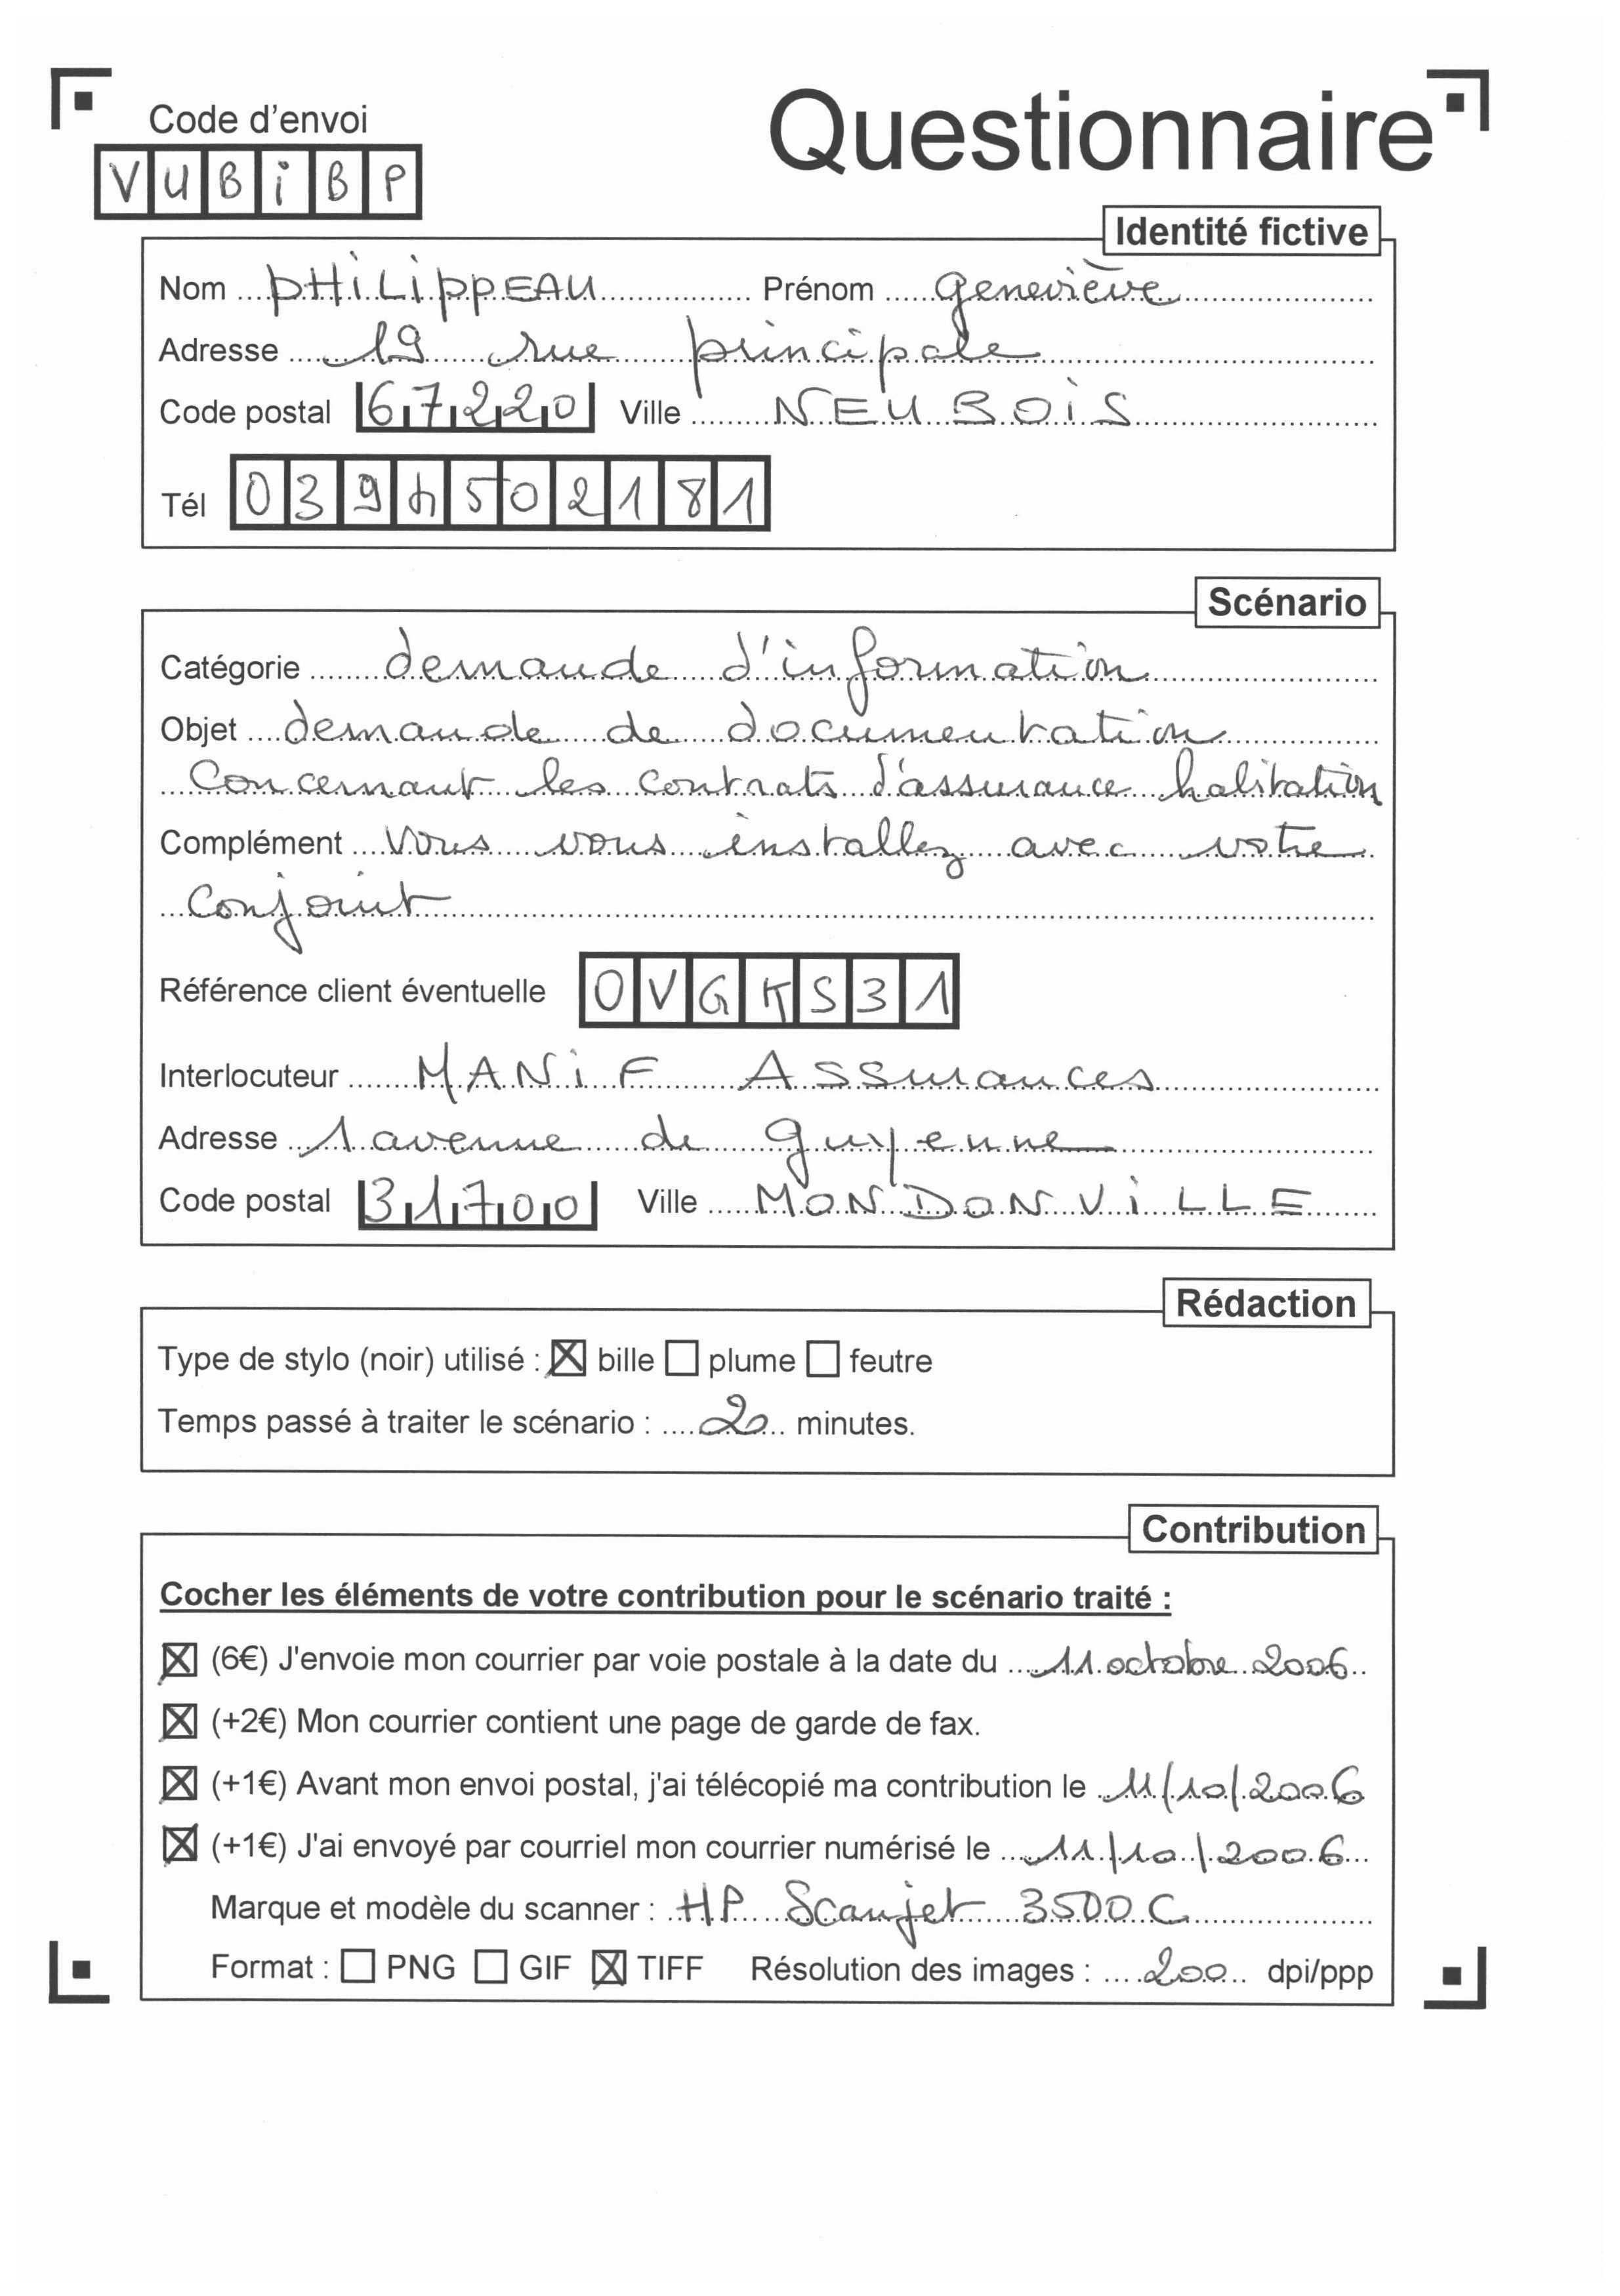 Code d'envoi
Questionnaire
VUBiBP
Identité fictive
Nom PHiLippEAU Prénom geneviève
Adresse 19 rue principale
Code postal 67220 Ville NEUBOiS
Tél 0394502181
Scénario
Catégorie demande d'information
Objet demande de documentation
Concernant les contrats d'assurance habitation
Complément Vous vous installez avec votre
Conjoint
Référence client éventuelle OVGKS31
Interlocuteur MANiF Assurances
Adresse 1 avenue de guyenne
Code postal 31700 Ville MONDONViLLE
Rédaction
Type de stylo (noir) utilisé : ☒ bille ☐ plume ☐ feutre
Temps passé à traiter le scénario : 20 minutes.
Contribution
Cocher les éléments de votre contribution pour le scénario traité :
☒ (6€) J'envoie mon courrier par voie postale à la date du 11 octobre 2006
☒ (+2€) Mon courrier contient une page de garde de fax.
☒ (+1€) Avant mon envoi postal, j'ai télécopié ma contribution le 11/10/2006
☒ (+1€) J'ai envoyé par courriel mon courrier numérisé le 11/10/2006
Marque et modèle du scanner : HP Scanjet 3500C
Format : ☐ PNG ☐ GIF ☒ TIFF Résolution des images : 200 dpi/ppp